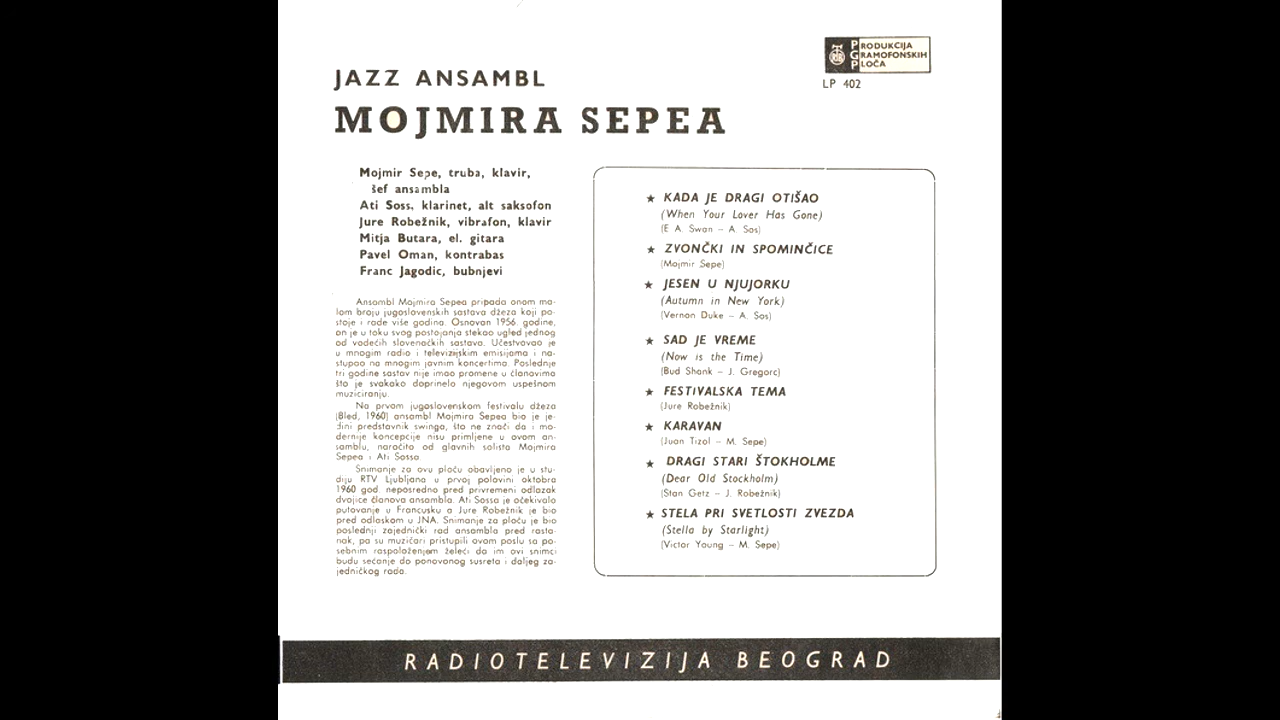 PRODUKCIJA
GRAMOFONSKIH
PLOČA
LP 402
JAZZ ANSAMBL
MOJMIRA SEPEA
Mojmir Sepe, truba, klavir,
šef ansambla
Ati Soss, klarinet, alt saksofon
Jure Robežnik, vibrafon, klavir
Mitja Butara, el. gitara
Pavel Oman, kontrabas
Franc Jagodic, bubnjevi
Ansambl Mojmira Sepea pripada onom ma-
lom broju jugoslovenskih sastava džeza koji po-
stoje i rade više godina. Osnovan 1956. godine,
on je u toku svog postojanja stekao ugled jednog
od vodećih slovenačkih sastava. Učestvovao je
u mnogim radio i televizijskim emisijama i na-
stupao na mnogim javnim koncertima. Poslednje
tri godine sastav nije imao promene u članovima
što je svakako doprinelo njegovom uspešnom
muziciranju.
Na prvom jugoslovenskom festivalu džeza
(Bled, 1960) ansambl Mojmira Sepea bio je je-
dini predstavnik swinga, što ne znači da i mo-
dernije koncepcije nisu primljene u ovom an-
samblu, naročito od glavnih solista Mojmira
Sepea i Ati Sossa
Snimanje za ovu ploču obavljeno je u stu-
diju RTV Ljubljana u prvoj polovini oktobra
1960 god. neposredno pred privremeni odlazak
dvojice članova ansambla. Ati Sossa je očekivalo
putovanje u Francusku a Jure Robežnik je bio
pred odlaskom u JNA. Snimanje za ploču je bio
poslednji zajednički rad ansambla pred rasta-
nak, pa su muzičari pristupili ovom poslu sa po-
sebnim raspoloženjem želeći da im ovi snimci
budu sećanje do ponovanog susreta i daljeg za-
jedničkog rada.
★ KADA JE DRAGI OTIŠAO
(When Your Lover Has Gone)
(E A. Swan – A. Sos)
★ ZVONČKI IN SPOMINČICE
(Mojmir Sepe)
★ JESEN U NJUJORKU
(Autumn in New York)
(Vernon Duke – A. Sos)
★ SAD JE VREME
(Now is the Time)
(Bud Shank – J. Gregorc)
★ FESTIVALSKA TEMA
(Jure Robežnik)
★ KARAVAN
(Juan Tizol – M. Sepe)
★ DRAGI STARI ŠTOKHOLME
(Dear Old Stockholm)
(Stan Getz – J. Robežnik)
★ STELA PRI SVETLOSTI ZVEZDA
(Stella by Starlight)
(Victor Young – M. Sepe)
RADIOTELEVIZIJA BEOGRAD